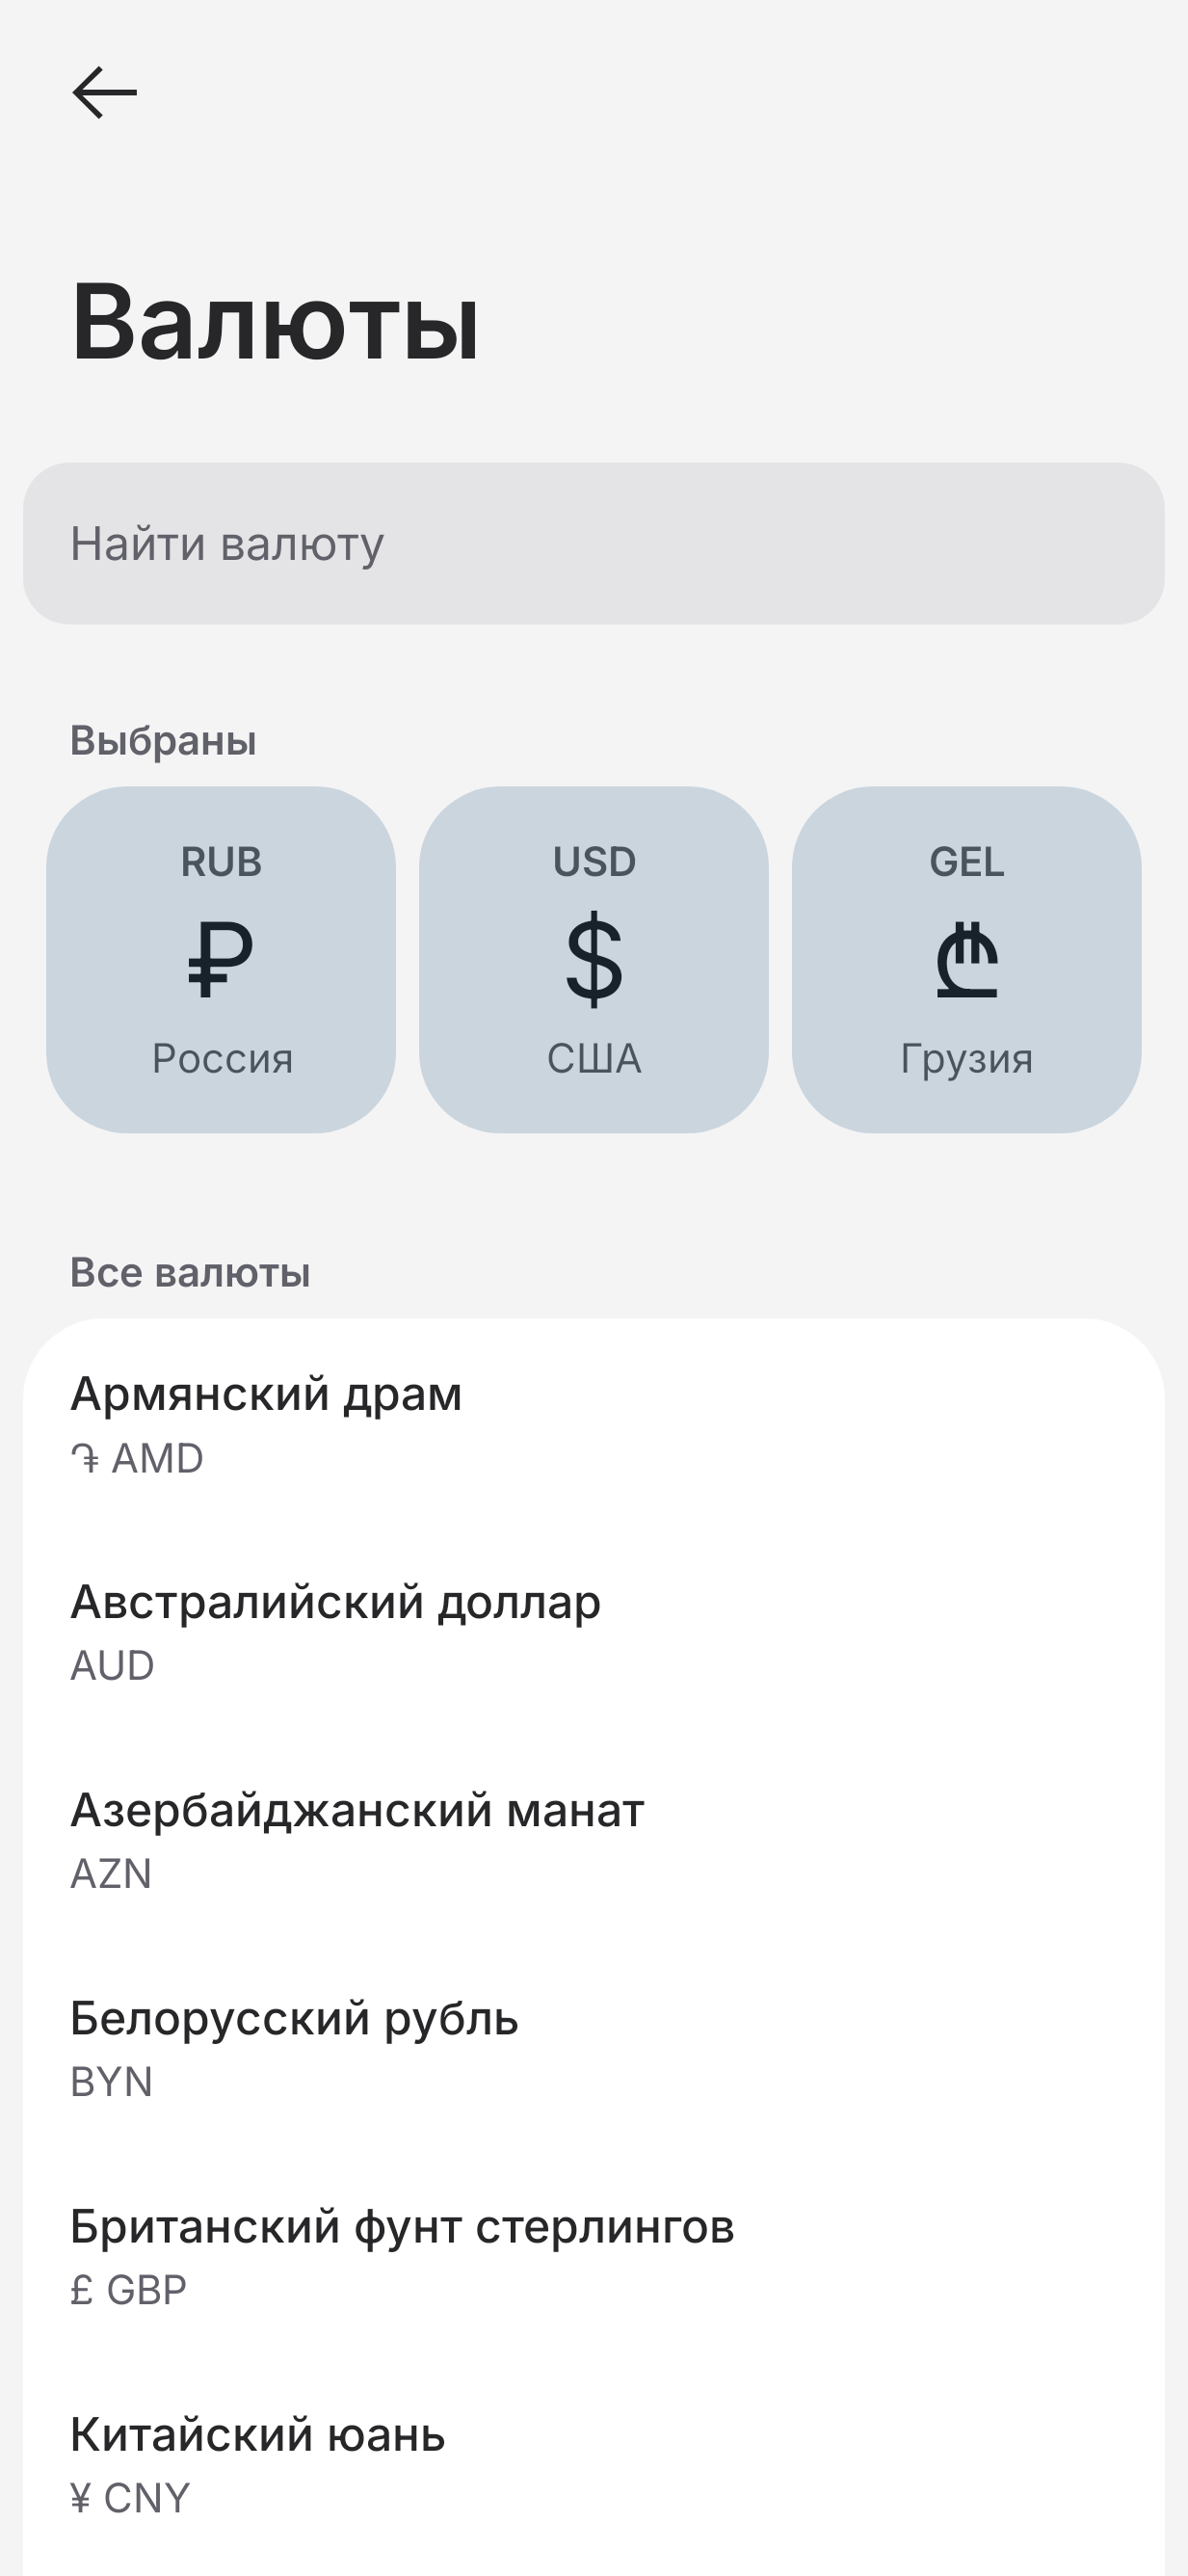 Валюты
Найти валюту
Выбраны
RUB USD GEL
₽ $ ₾
Россия США Грузия
Все валюты
Армянский драм
֏ AMD
Австралийский доллар
AUD
Азербайджанский манат
AZN
Белорусский рубль
BYN
Британский фунт стерлингов
£ GBP
Китайский юань
¥ CNY